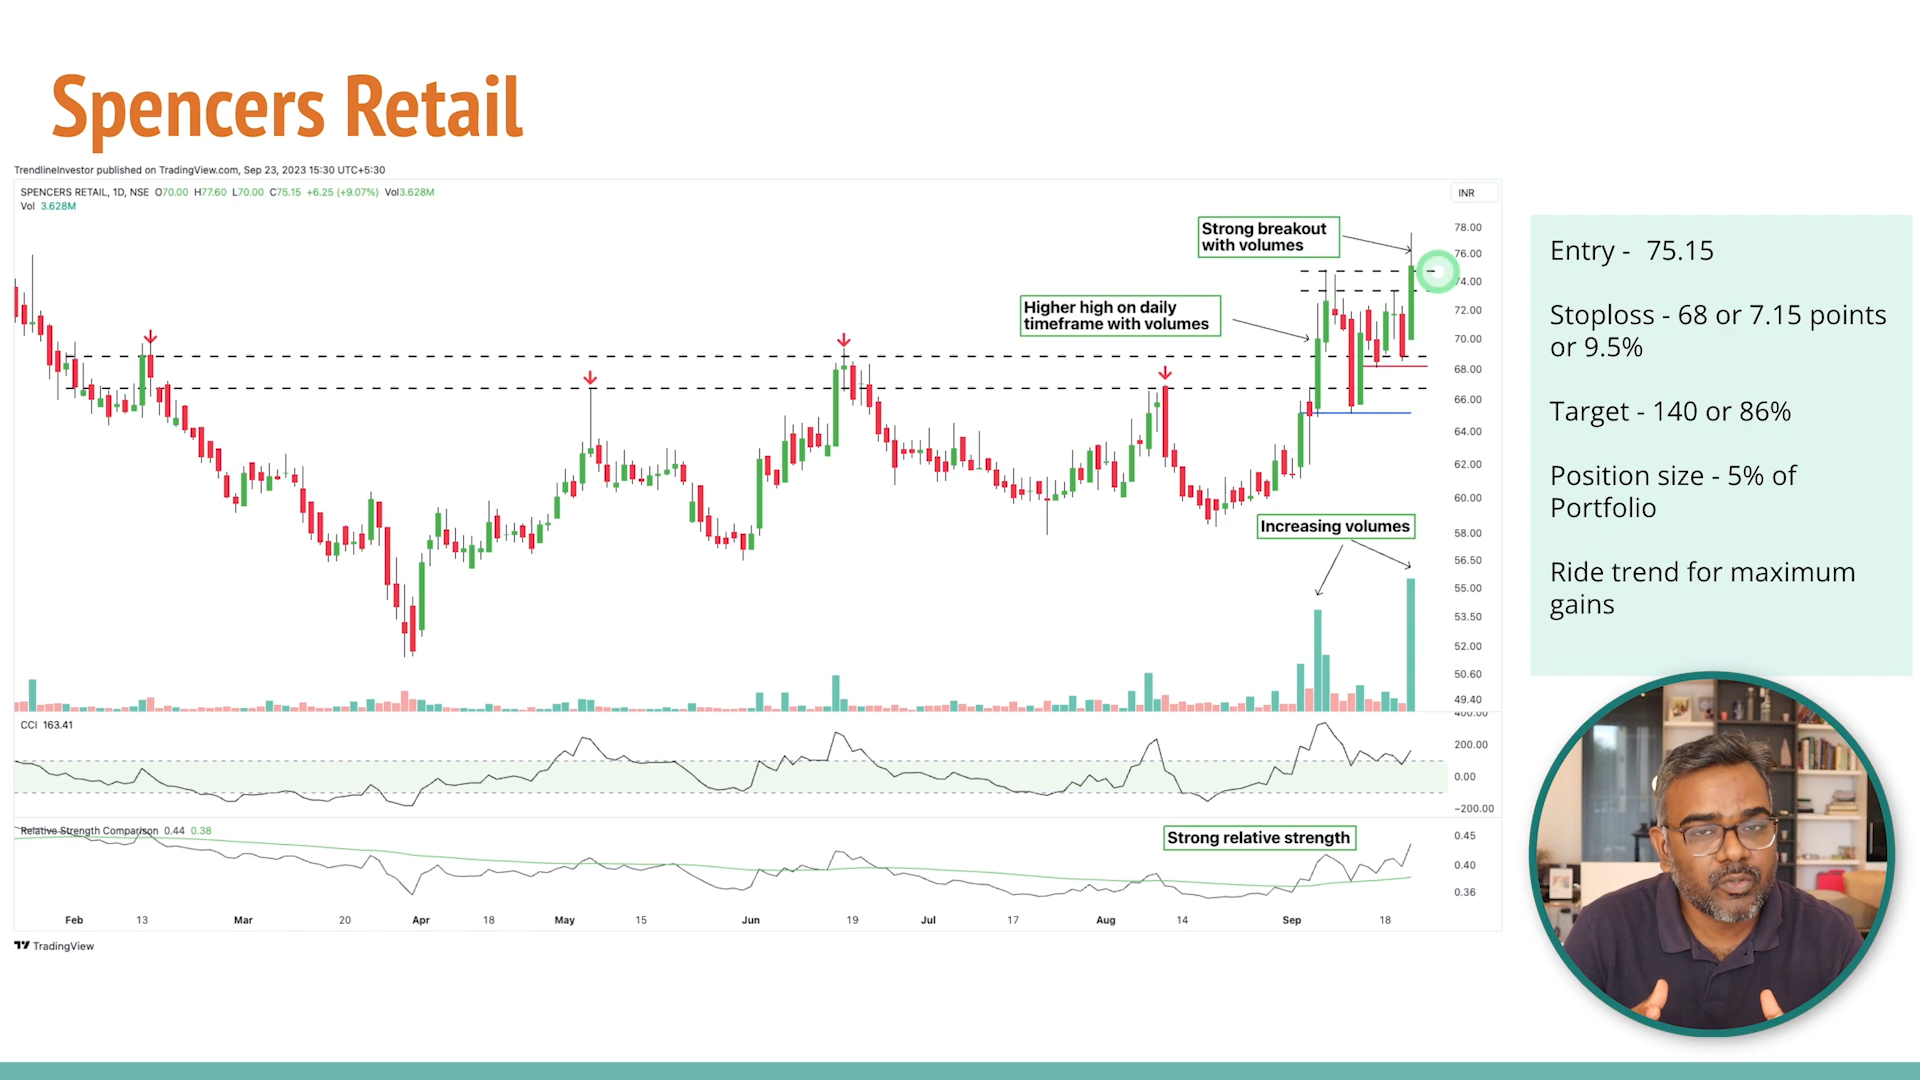 Spencers Retail
TrendlineInvestor published on TradingView.com, Sep 23, 2023 15:30 UTC+5:30
SPENCERS RETAIL, 1D, NSE O70.00 H77.60 L70.00 C75.15 +6.25 (+9.07%) Vol3.628M
Vol 3.628M
INR
Strong breakout
with volumes
Higher high on daily
timeframe with volumes
Increasing volumes
78.00
76.00
74.00
72.00
70.00
68.00
66.00
64.00
62.00
60.00
58.00
56.50
55.00
53.50
52.00
50.60
49.40
CCI 163.41
400.00
200.00
0.00
−200.00
Relative Strength Comparison 0.44 0.38
Strong relative strength
0.45
0.40
0.36
Feb 13 Mar 20 Apr 18 May 15 Jun 19 Jul 17 Aug 14 Sep 18
TradingView
Entry - 75.15
Stoploss - 68 or 7.15 points
or 9.5%
Target - 140 or 86%
Position size - 5% of
Portfolio
Ride trend for maximum
gains